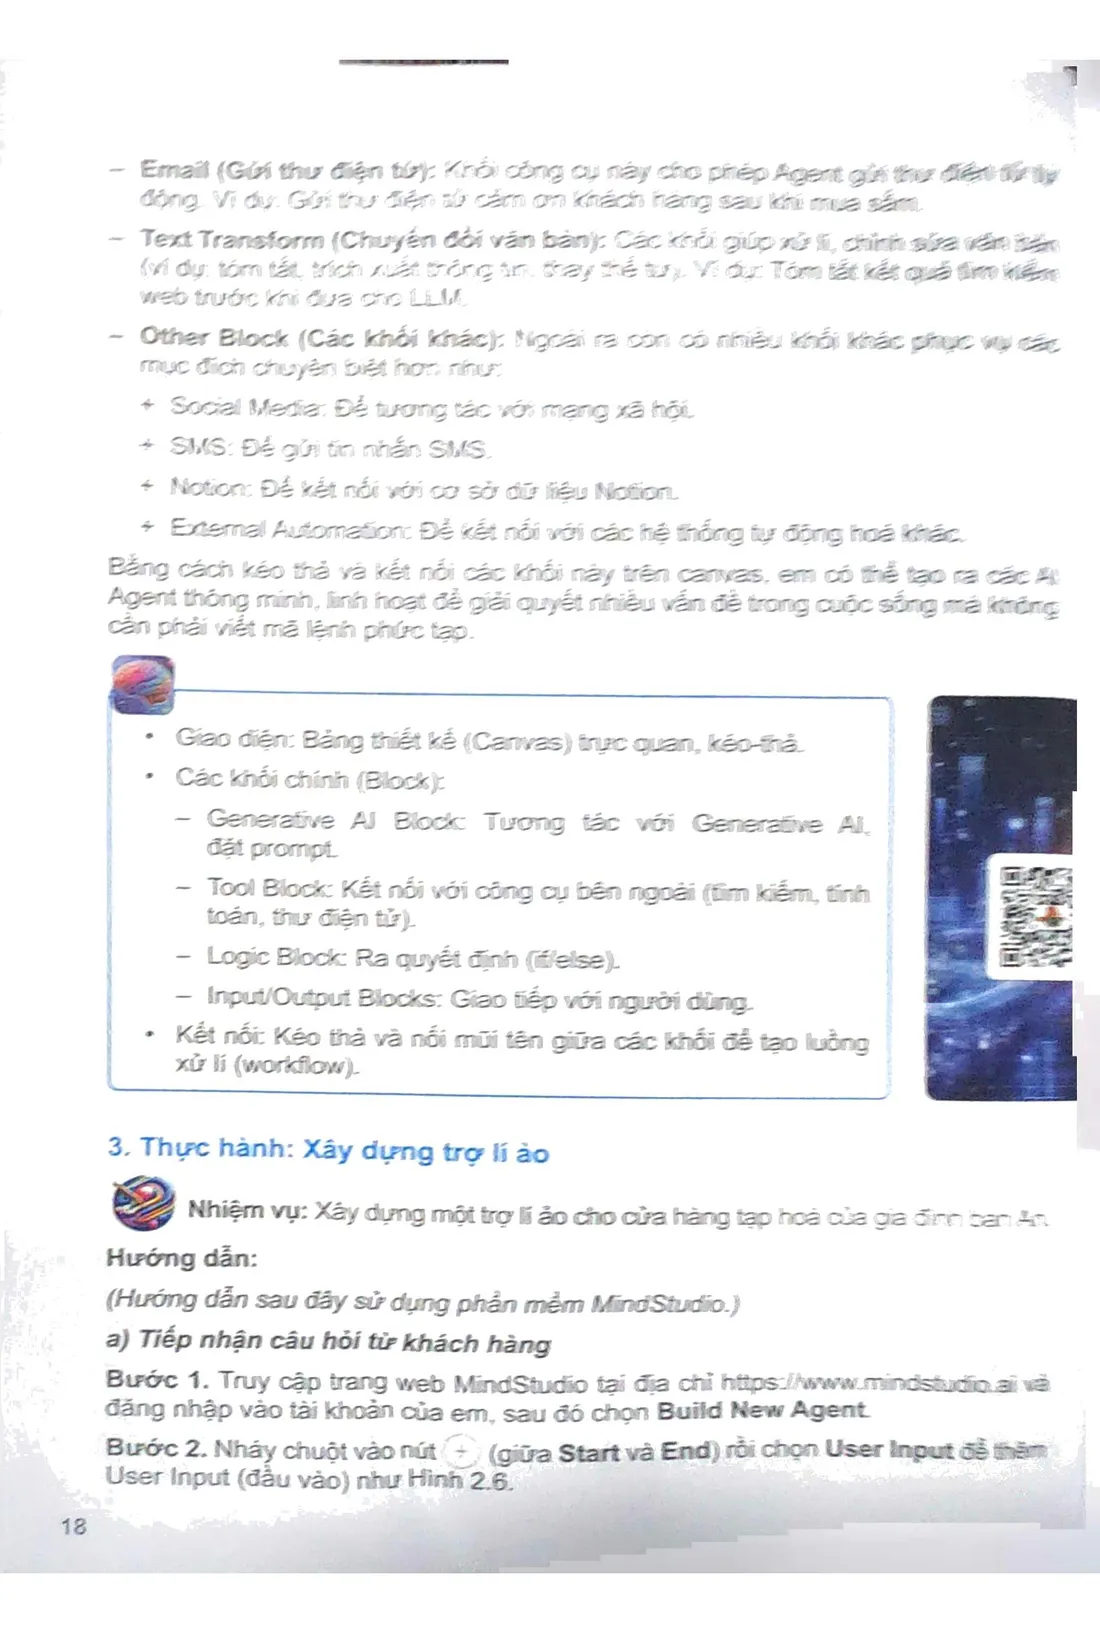 – Email (Gửi thư điện tử): Khối công cụ này cho phép Agent gửi thư điện tử tự
động. Ví dụ: Gửi thư điện tử cảm ơn khách hàng sau khi mua sắm.
– Text Transform (Chuyển đổi văn bản): Các khối giúp xử lí, chỉnh sửa văn bản
(ví dụ: tóm tắt, trích xuất thông tin, thay thế từ). Ví dụ: Tóm tắt kết quả tìm kiếm
web trước khi đưa cho LLM.
– Other Block (Các khối khác): Ngoài ra còn có nhiều khối khác phục vụ các
mục đích chuyên biệt hơn như:
+ Social Media: Để tương tác với mạng xã hội.
+ SMS: Để gửi tin nhắn SMS.
+ Notion: Để kết nối với cơ sở dữ liệu Notion.
+ External Automation: Để kết nối với các hệ thống tự động hoá khác.
Bằng cách kéo thả và kết nối các khối này trên canvas, em có thể tạo ra các AI
Agent thông minh, linh hoạt để giải quyết nhiều vấn đề trong cuộc sống mà không
cần phải viết mã lệnh phức tạp.
• Giao diện: Bảng thiết kế (Canvas) trực quan, kéo-thả.
• Các khối chính (Block):
– Generative AI Block: Tương tác với Generative AI,
đặt prompt.
– Tool Block: Kết nối với công cụ bên ngoài (tìm kiếm, tính
toán, thư điện tử).
– Logic Block: Ra quyết định (if/else).
– Input/Output Blocks: Giao tiếp với người dùng.
• Kết nối: Kéo thả và nối mũi tên giữa các khối để tạo luồng
xử lí (workflow).
3. Thực hành: Xây dựng trợ lí ảo
Nhiệm vụ: Xây dựng một trợ lí ảo cho cửa hàng tạp hoá của gia đình bạn An.
Hướng dẫn:
(Hướng dẫn sau đây sử dụng phần mềm MindStudio.)
a) Tiếp nhận câu hỏi từ khách hàng
Bước 1. Truy cập trang web MindStudio tại địa chỉ https://www.mindstudio.ai và
đăng nhập vào tài khoản của em, sau đó chọn Build New Agent.
Bước 2. Nháy chuột vào nút + (giữa Start và End) rồi chọn User Input để thêm
User Input (đầu vào) như Hình 2.6.
18